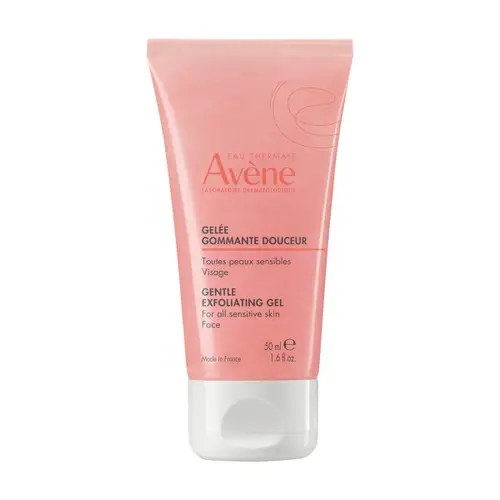 EAU THERMALE
Avène
LABORATOIRE DERMATOLOGIQUE
GELÉE
GOMMANTE DOUCEUR
Toutes peaux sensibles
Visage
GENTLE
EXFOLIATING GEL
For all sensitive skin
Face
50 ml e
Made in France
1.6 fl.oz.